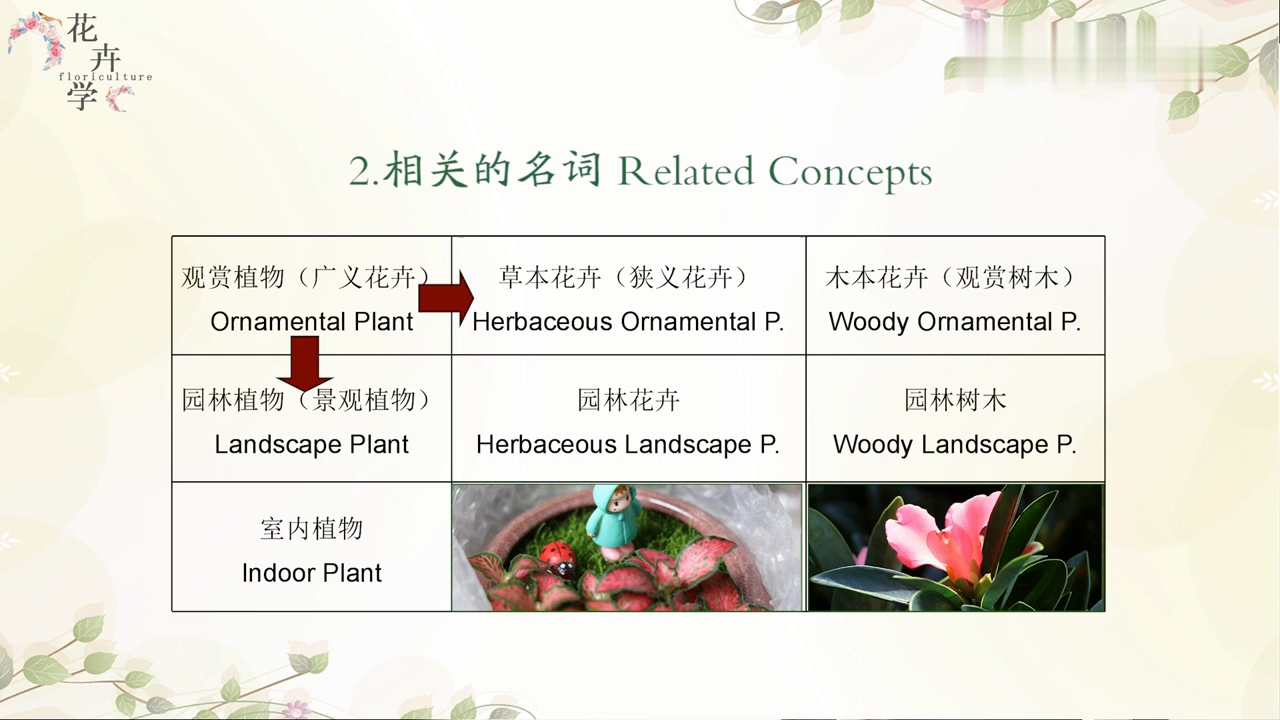 花
卉
floriculture
学
2.相关的名词 Related Concepts
观赏植物（广义花卉）
Ornamental Plant
草本花卉（狭义花卉）
Herbaceous Ornamental P.
木本花卉（观赏树木）
Woody Ornamental P.
园林植物（景观植物）
Landscape Plant
园林花卉
Herbaceous Landscape P.
园林树木
Woody Landscape P.
室内植物
Indoor Plant